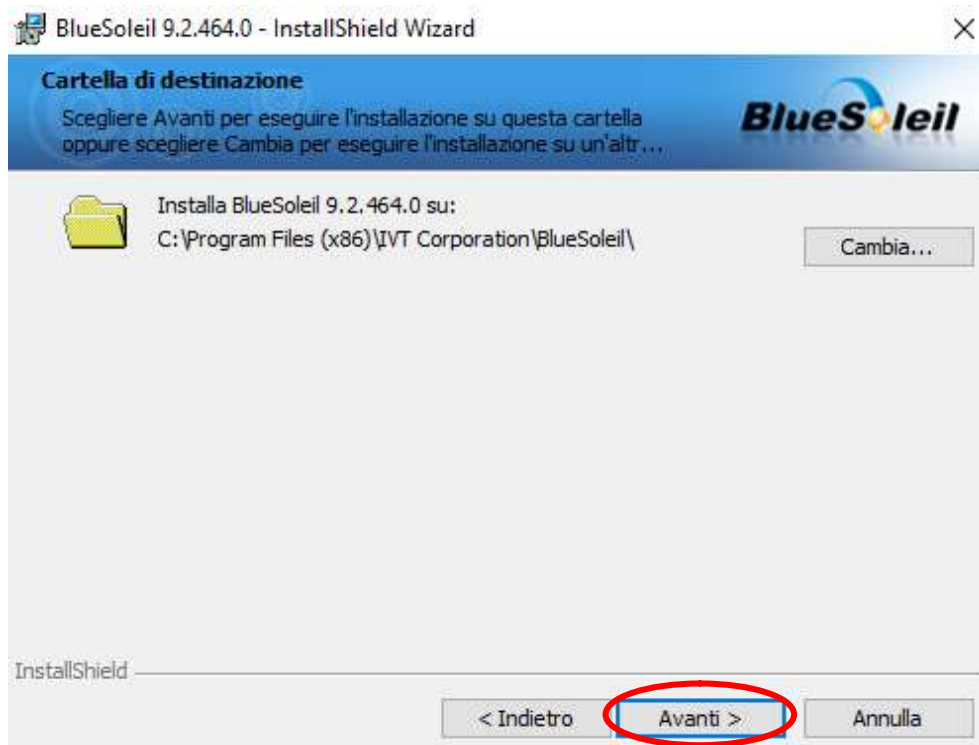 BlueSoleil 9.2.464.0 - InstallShield Wizard
Cartella di destinazione
Scegliere Avanti per eseguire l'installazione su questa cartella
oppure scegliere Cambia per eseguire l'installazione su un'altr...
BlueSoleil
Installa BlueSoleil 9.2.464.0 su:
C:\Program Files (x86)\IVT Corporation\BlueSoleil\
Cambia...
InstallShield
< Indietro
Avanti >
Annulla